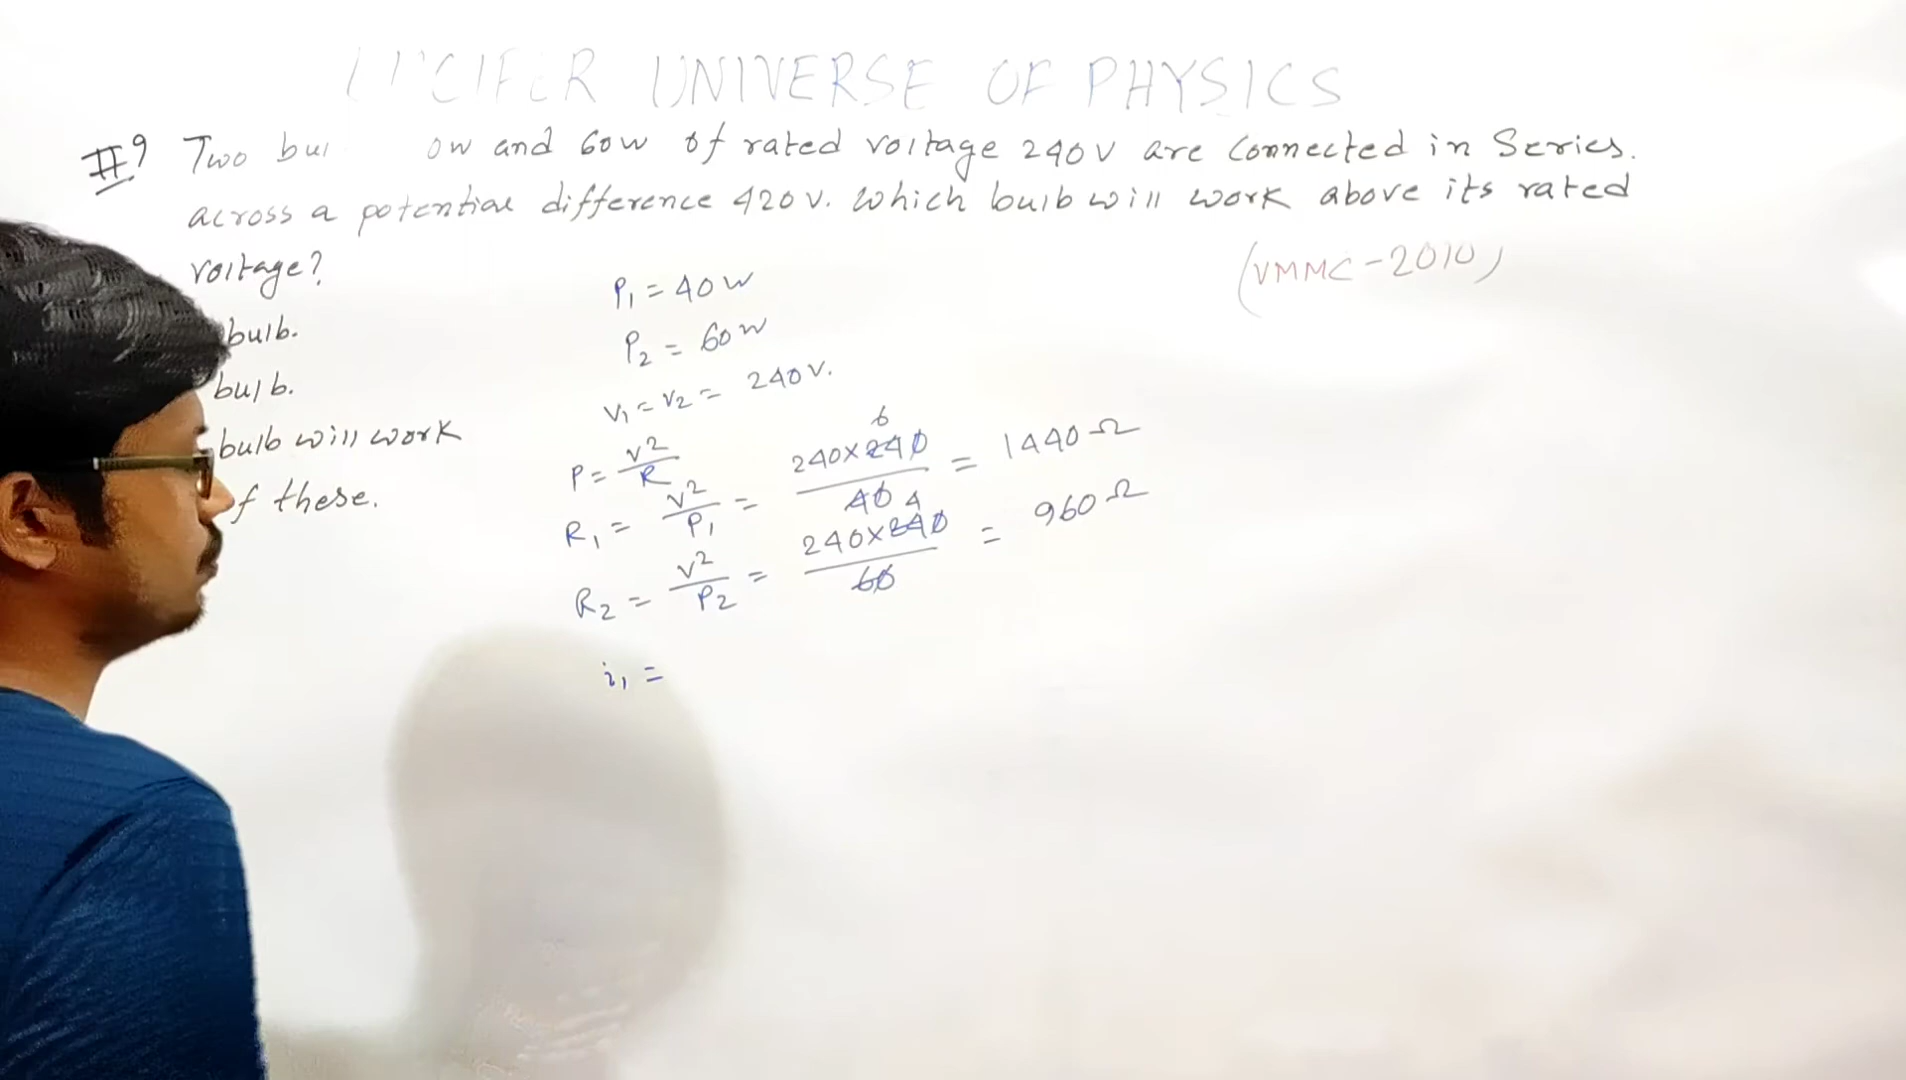 LUCIFER UNIVERSE OF PHYSICS
#9 Two bul ow and 60w of rated voltage 240v are connected in Series.
across a potential difference 420v. which bulb will work above its rated
voltage?
(VMMC-2010)
bulb.
bulb.
bulb will work
f these.
P₁ = 40w
P₂ = 60w
V₁ = V₂ = 240v.
P = V²/R
R₁ = V²/P₁ = 240×240/40 6 = 1440Ω
R₂ = V²/P₂ = 240×240/60 4 = 960Ω
i₁ =